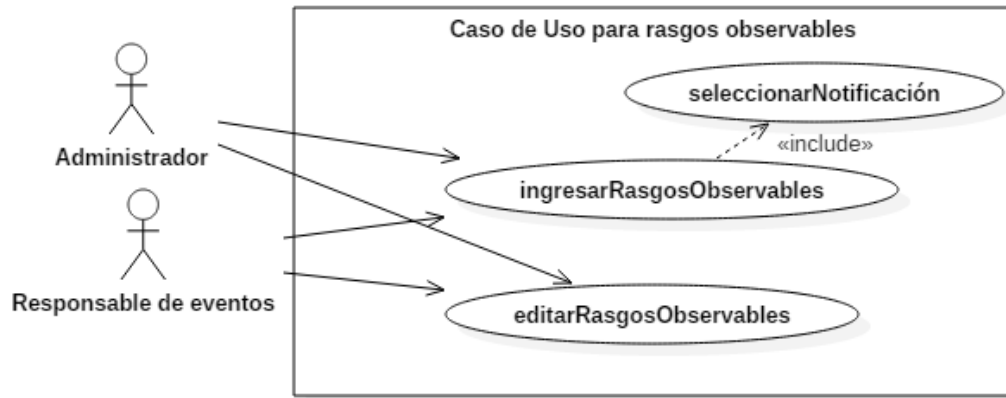 Caso de Uso para rasgos observables
seleccionarNotificación
«include»
Administrador
ingresarRasgosObservables
Responsable de eventos
editarRasgosObservables